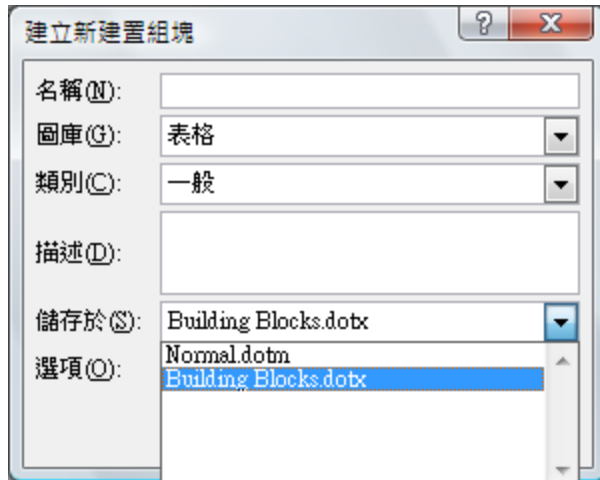 建立新建置組塊
名稱(N):
圖庫(G): 表格
類別(C): 一般
描述(D):
儲存於(S): Building Blocks.dotx
Normal.dotm
選項(O):
Building Blocks.dotx